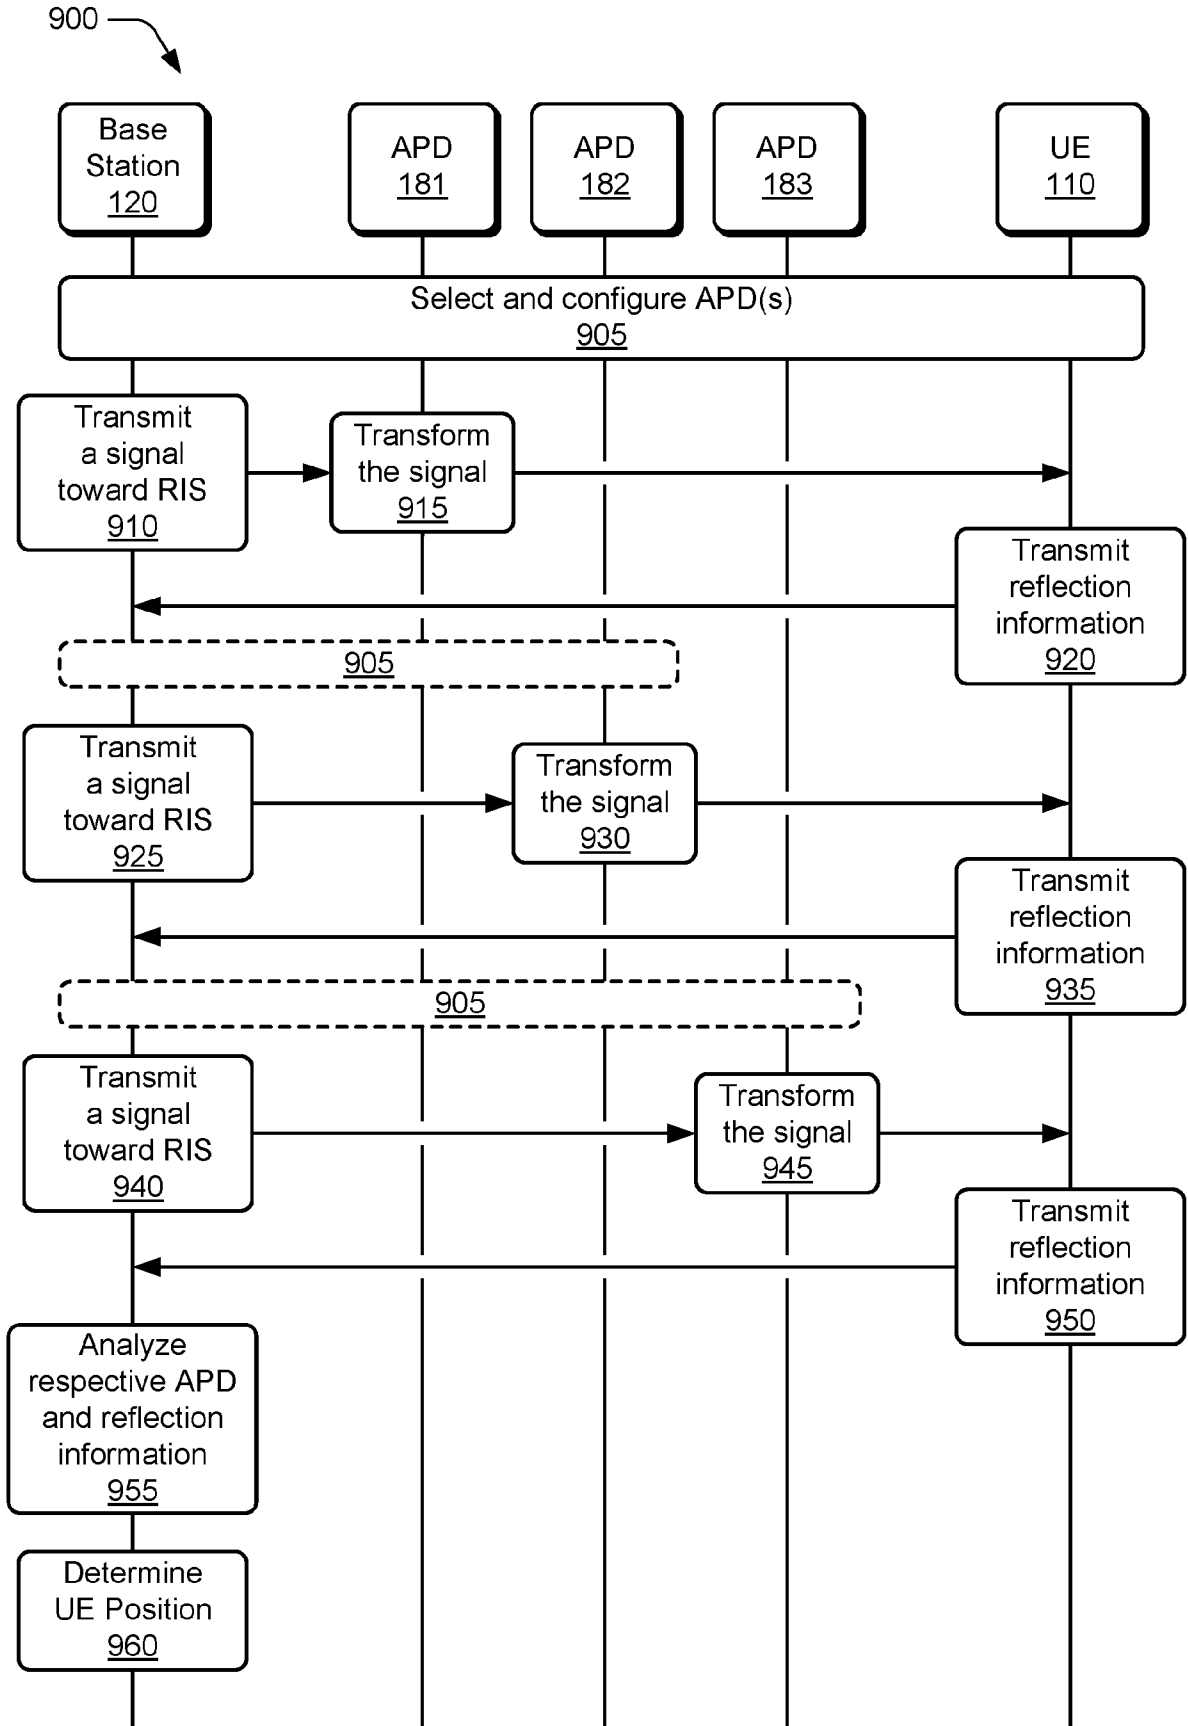 900
Base
Station
120
APD
181
APD
182
APD
183
UE
110
Select and configure APD(s)
905
Transmit
a signal
toward RIS
910
Transform
the signal
915
Transmit
reflection
information
920
905
Transmit
a signal
toward RIS
925
Transform
the signal
930
Transmit
reflection
information
935
905
Transmit
a signal
toward RIS
940
Transform
the signal
945
Transmit
reflection
information
950
Analyze
respective APD
and reflection
information
955
Determine
UE Position
960